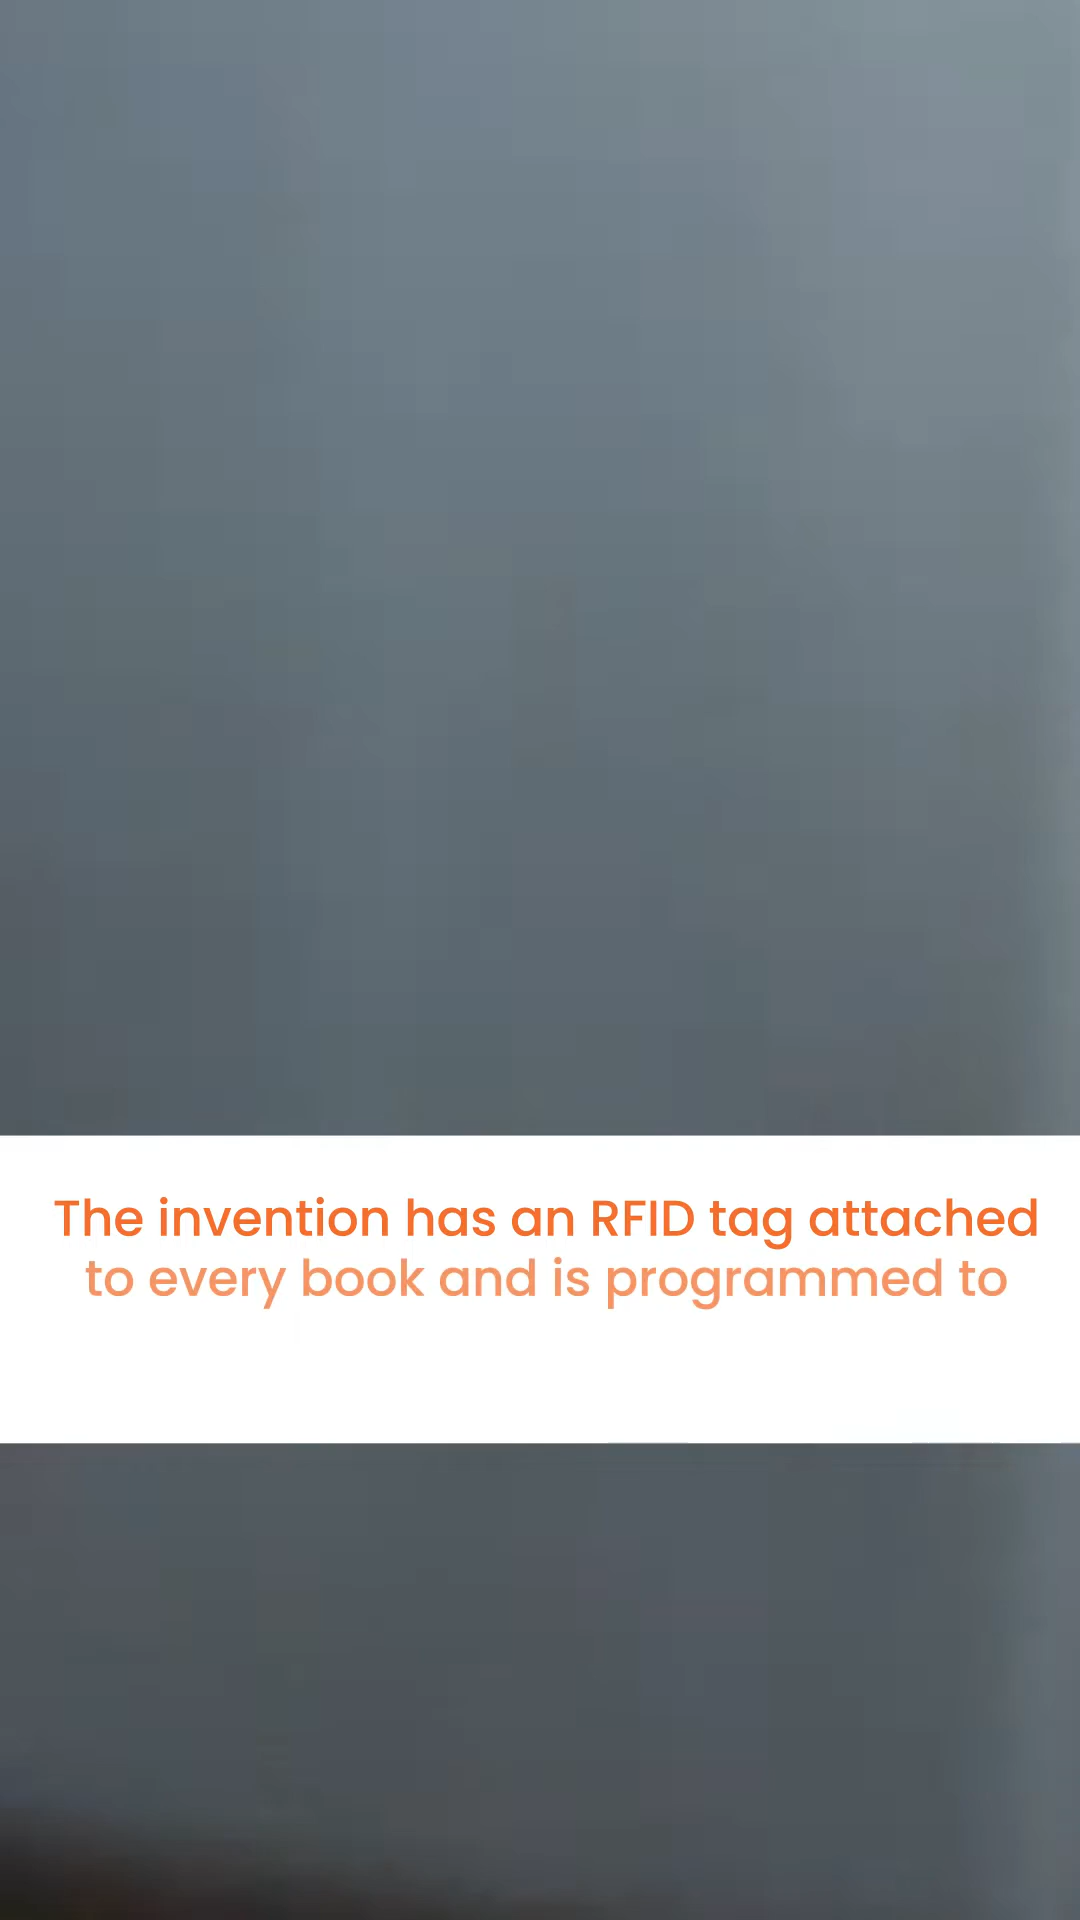 The invention has an RFID tag attached
to every book and is programmed to